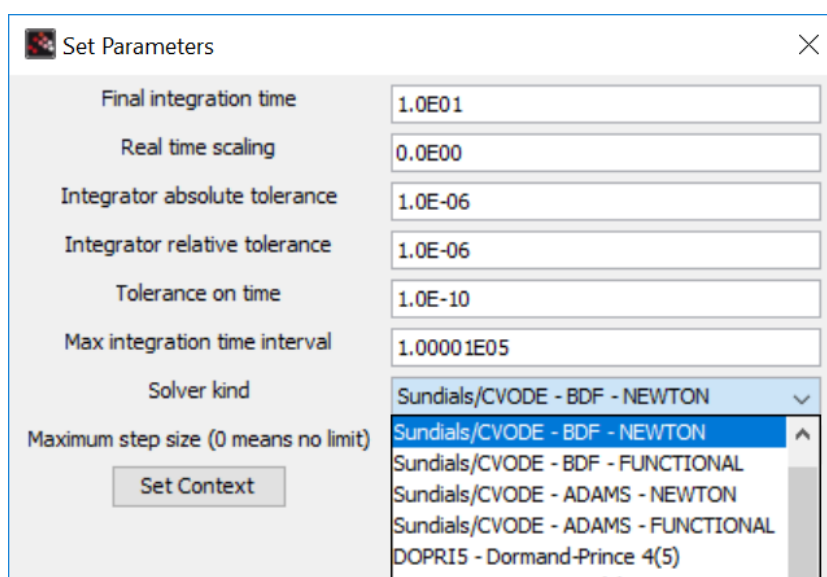 Set Parameters
Final integration time 1.0E01
Real time scaling 0.0E00
Integrator absolute tolerance 1.0E-06
Integrator relative tolerance 1.0E-06
Tolerance on time 1.0E-10
Max integration time interval 1.00001E05
Solver kind Sundials/CVODE - BDF - NEWTON
Maximum step size (0 means no limit) Sundials/CVODE - BDF - NEWTON
Sundials/CVODE - BDF - FUNCTIONAL
Set Context Sundials/CVODE - ADAMS - NEWTON
Sundials/CVODE - ADAMS - FUNCTIONAL
DOPRI5 - Dormand-Prince 4(5)